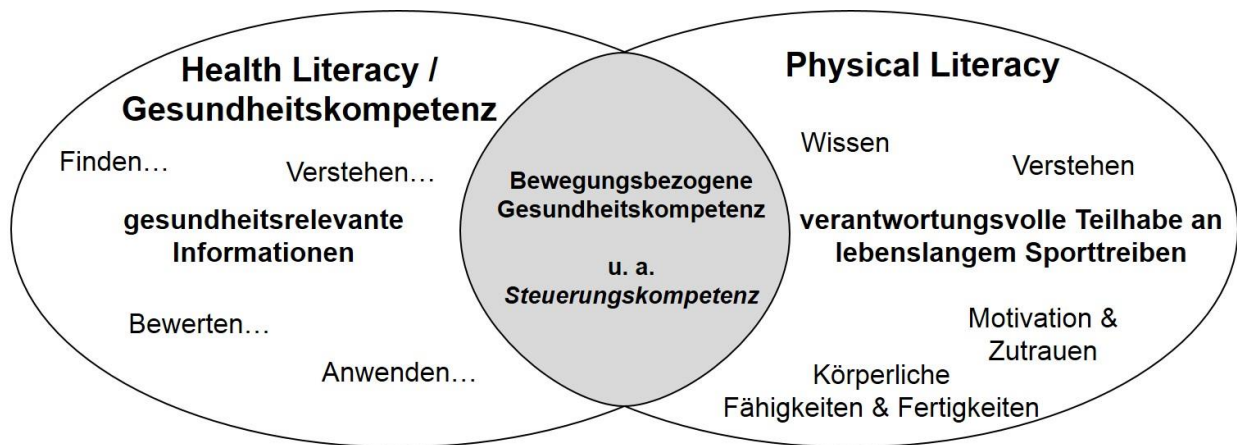 Health Literacy /
Gesundheitskompetenz
Finden…
Verstehen…
gesundheitsrelevante
Informationen
Bewerten…
Anwenden…
Bewegungsbezogene
Gesundheitskompetenz
u. a.
Steuerungskompetenz
Physical Literacy
Wissen
Verstehen
verantwortungsvolle Teilhabe an
lebenslangem Sporttreiben
Motivation &
Zutrauen
Körperliche
Fähigkeiten & Fertigkeiten